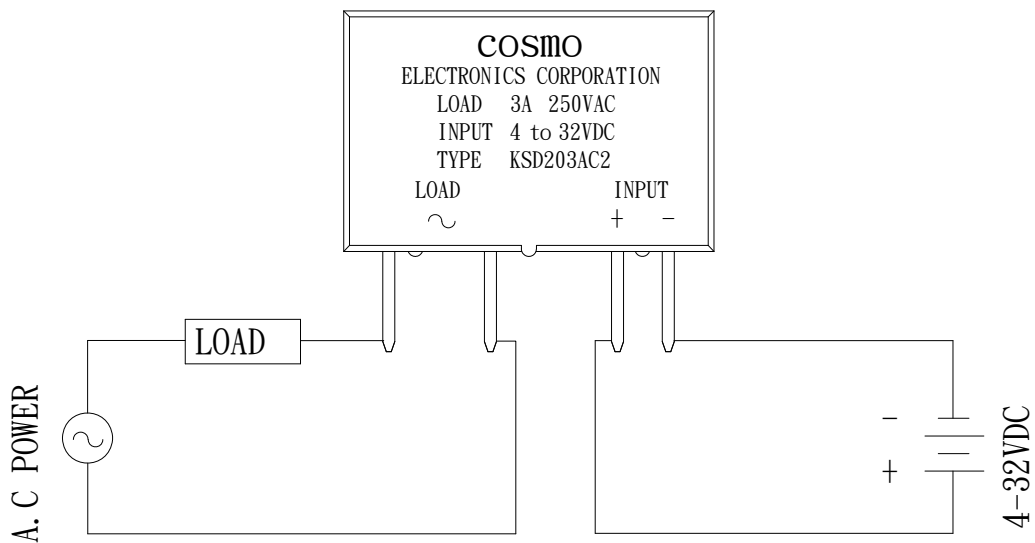 COSMO
ELECTRONICS CORPORATION
LOAD 3A 250VAC
INPUT 4 to 32VDC
TYPE KSD203AC2
LOAD INPUT
～ + -
LOAD
A.C POWER
-
+
4-32VDC